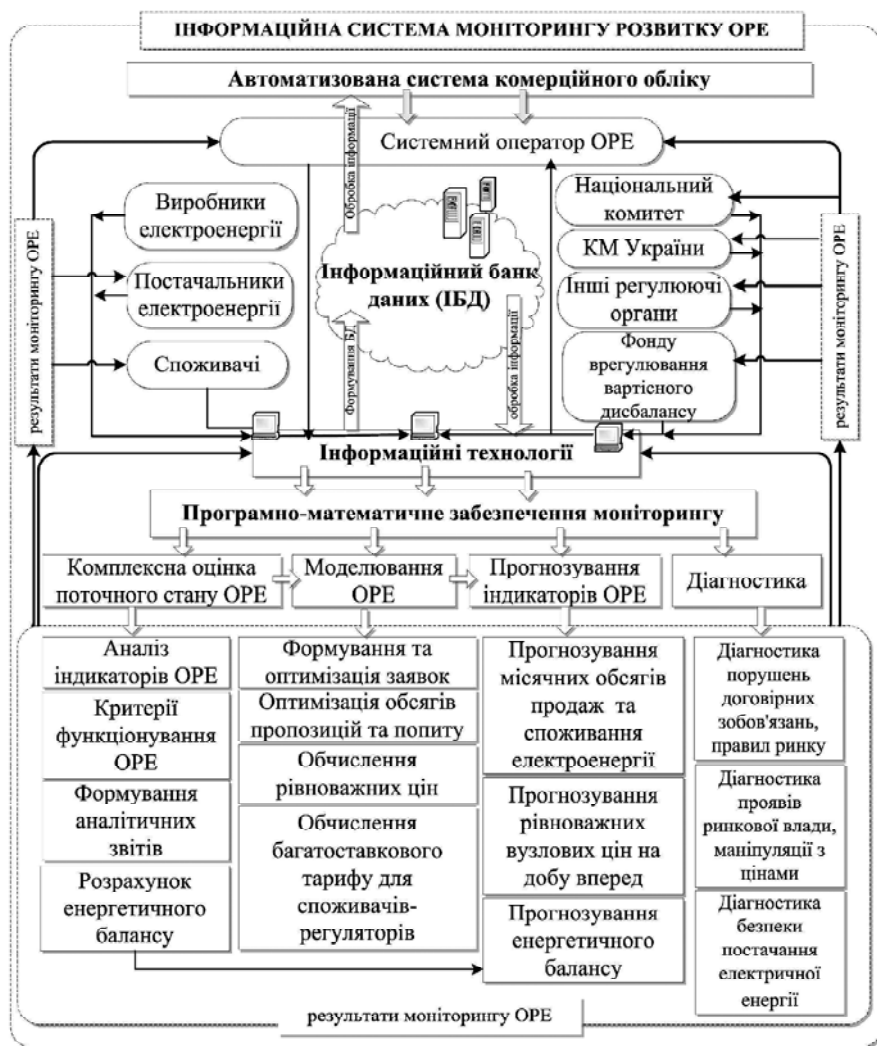 ІНФОРМАЦІЙНА СИСТЕМА МОНІТОРИНГУ РОЗВИТКУ ОРЕ
Автоматизована система комерційного обліку
Системний оператор ОРЕ
Обробка інформації
Виробники
електроенергії
Постачальники
електроенергії
Споживачі
результати моніторингу ОРЕ
Інформаційний банк
даних (ІБД)
Формування БД
обробка інформації
Національний
комитет
КМ України
Інші регулюючі
органи
Фонду
врегулювання
вартісного
дисбалансу
результати моніторингу ОРЕ
Інформаційні технології
Програмно-математичне забезпечення моніторингу
Комплексна оцінка
поточного стану ОРЕ
Моделювання
ОРЕ
Прогнозування
індикаторів ОРЕ
Діагностика
Аналіз
індикаторів ОРЕ
Критерії
функціонування
ОРЕ
Формування
аналітичних
звітів
Розрахунок
енергетичного
балансу
Формування та
оптимізація заявок
Оптимізація обсягів
пропозицій та попиту
Обчислення
рівноважних цін
Обчислення
багатоставкового
тарифу для
споживачів-
регуляторів
Прогнозування
місячних обсягів
продаж та
споживання
електроенергії
Прогнозування
рівноважних
вузлових цін на
добу вперед
Прогнозування
енергетичного
балансу
Діагностика
порушень
договірних
зобов'язань,
правил ринку
Діагностика
проявів
ринкової влади,
маніпуляції з
цінами
Діагностика
безпеки
постачання
електричної
енергії
результати моніторингу ОРЕ